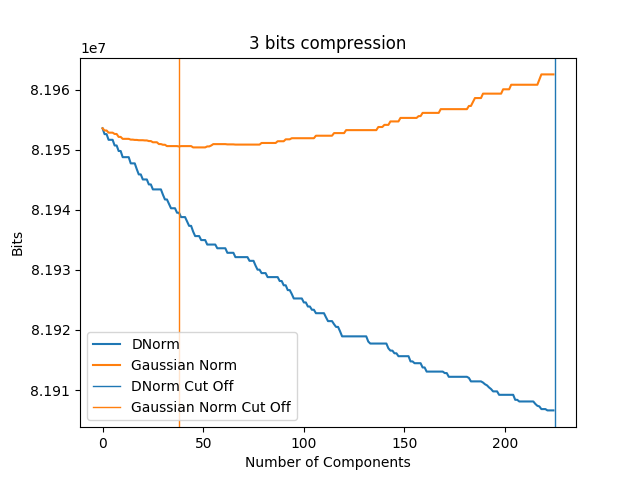 3 bits compression
1e7
8.196
8.195
8.194
8.193
8.192
8.191
Bits
DNorm
Gaussian Norm
DNorm Cut Off
Gaussian Norm Cut Off
0 50 100 150 200
Number of Components